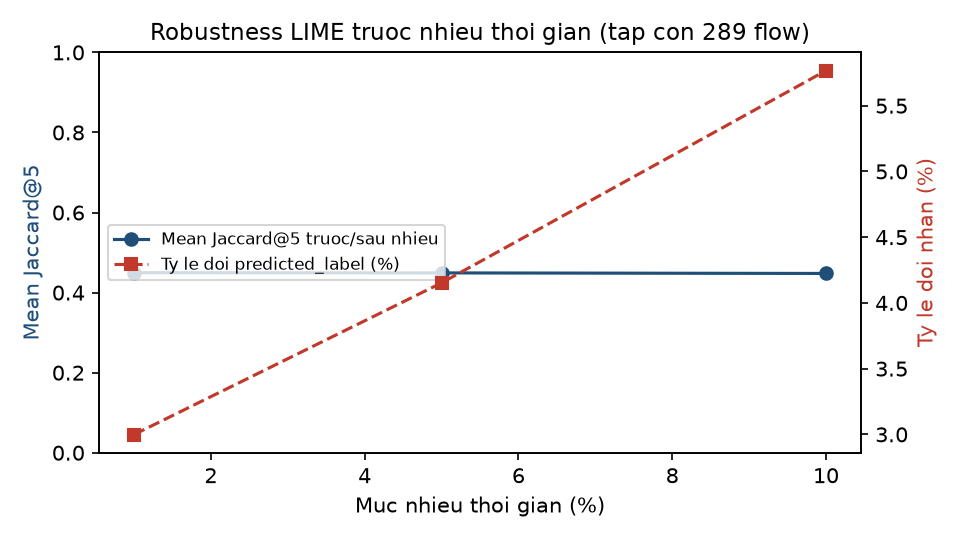 Robustness LIME truoc nhieu thoi gian (tap con 289 flow)
1.0
0.8
0.6
0.4
0.2
0.0
Mean Jaccard@5
Mean Jaccard@5 truoc/sau nhieu
Ty le doi predicted_label (%)
5.5
5.0
4.5
4.0
3.5
3.0
Ty le doi nhan (%)
2 4 6 8 10
Muc nhieu thoi gian (%)